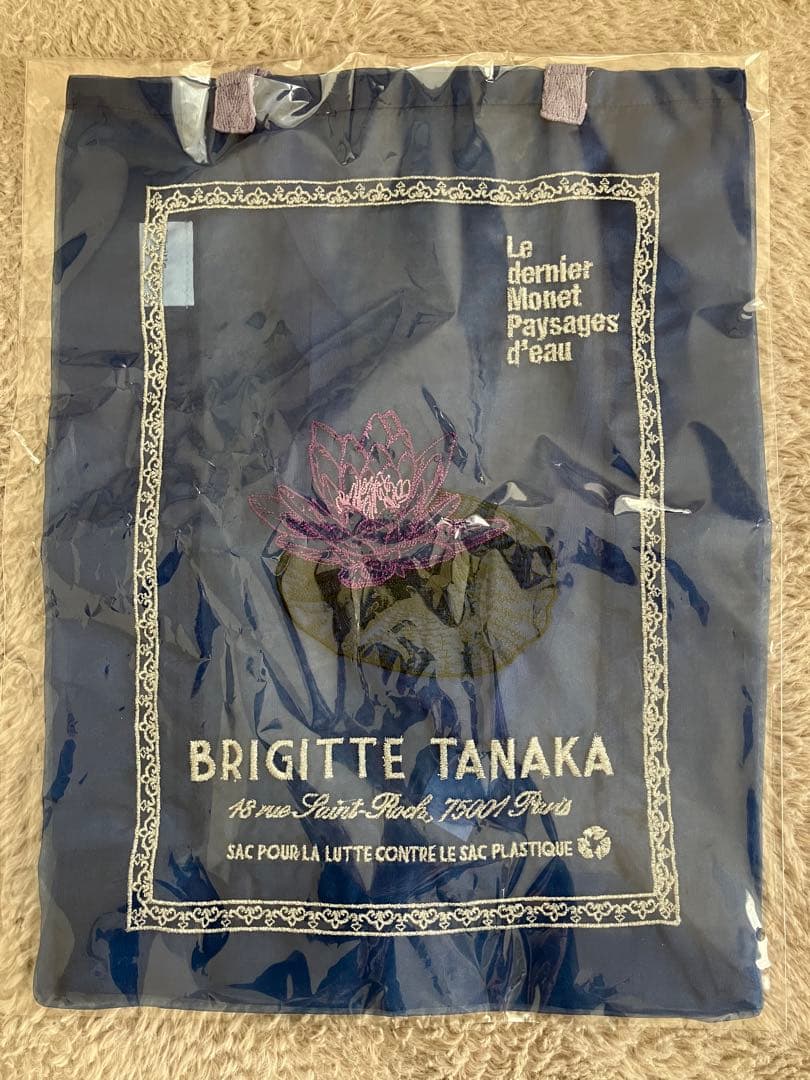 Le
dernier
Monet
Paysages
d'eau
BRIGITTE TANAKA
18 rue Saint-Roch, 75001 Paris
SAC POUR LA LUTTE CONTRE LE SAC PLASTIQUE